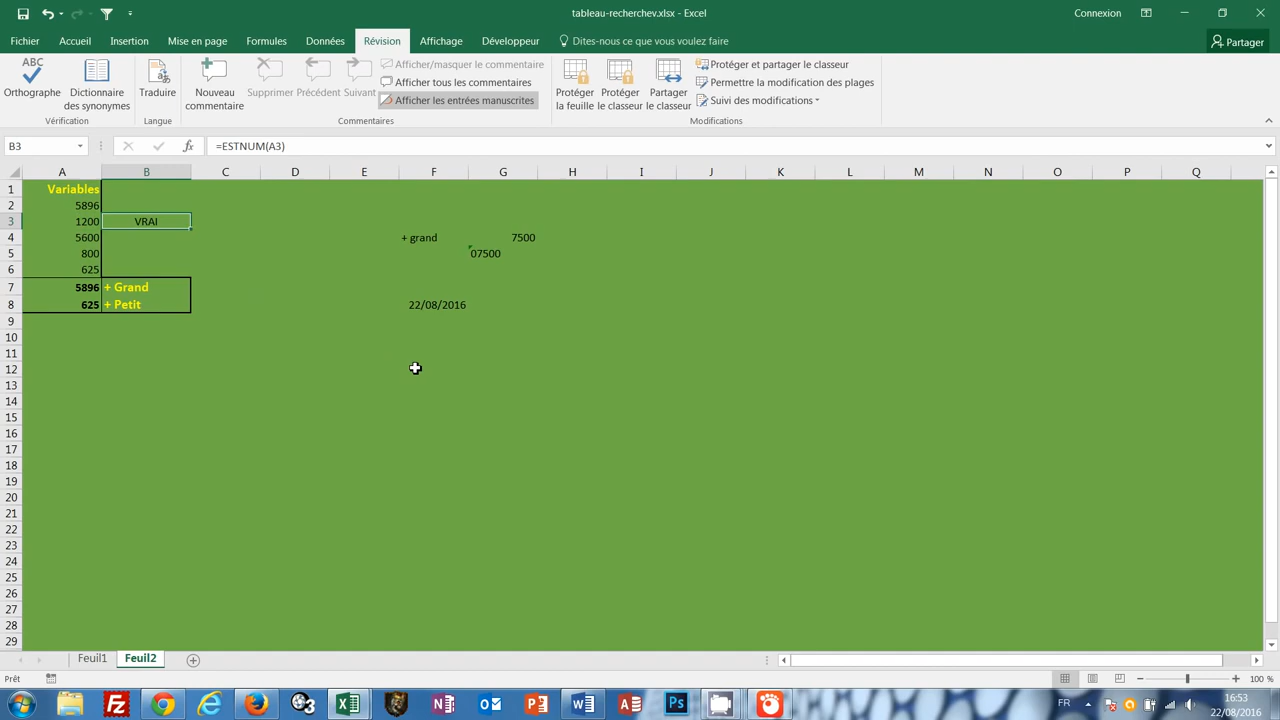 tableau-recherchev.xlsx - Excel
Connexion
Fichier Accueil Insertion Mise en page Formules Données Révision Affichage Développeur Dites-nous ce que vous voulez faire Partager
ABC
Orthographe
Dictionnaire des synonymes
Traduire
Nouveau commentaire
Supprimer
Précédent
Suivant
Afficher/masquer le commentaire
Afficher tous les commentaires
Afficher les entrées manuscrites
Protéger la feuille
Protéger le classeur
Partager le classeur
Protéger et partager le classeur
Permettre la modification des plages
Suivi des modifications
Vérification Langue Commentaires Modifications
B3 fx =ESTNUM(A3)
A B C D E F G H I J K L M N O P Q
1 Variables
2 5896
3 1200 VRAI
4 5600 + grand 7500
5 800 07500
6 625
7 5896 + Grand
8 625 + Petit 22/08/2016
9
10
11
12
13
14
15
16
17
18
19
20
21
22
23
24
25
26
27
28
29
Feuil1 Feuil2
Prêt 100 %
FR 16:53
22/08/2016